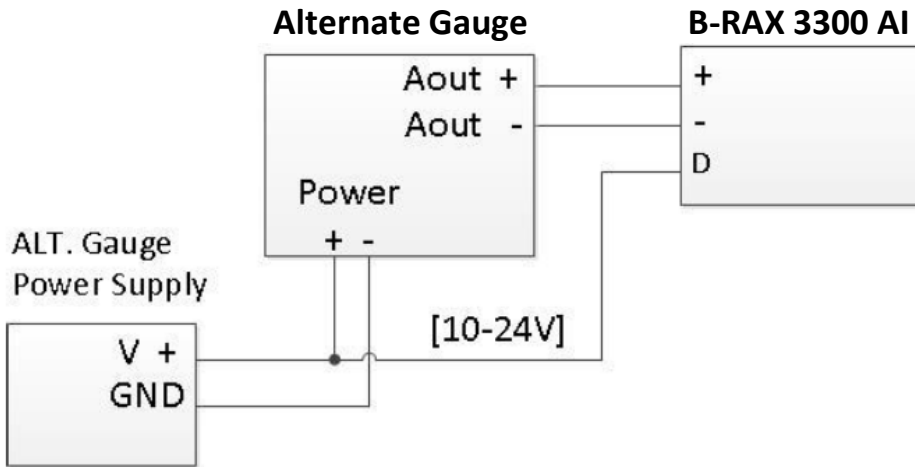 Alternate Gauge
B-RAX 3300 AI
Aout +
Aout -
+
-
D
Power
+ -
ALT. Gauge
Power Supply
[10-24V]
V +
GND